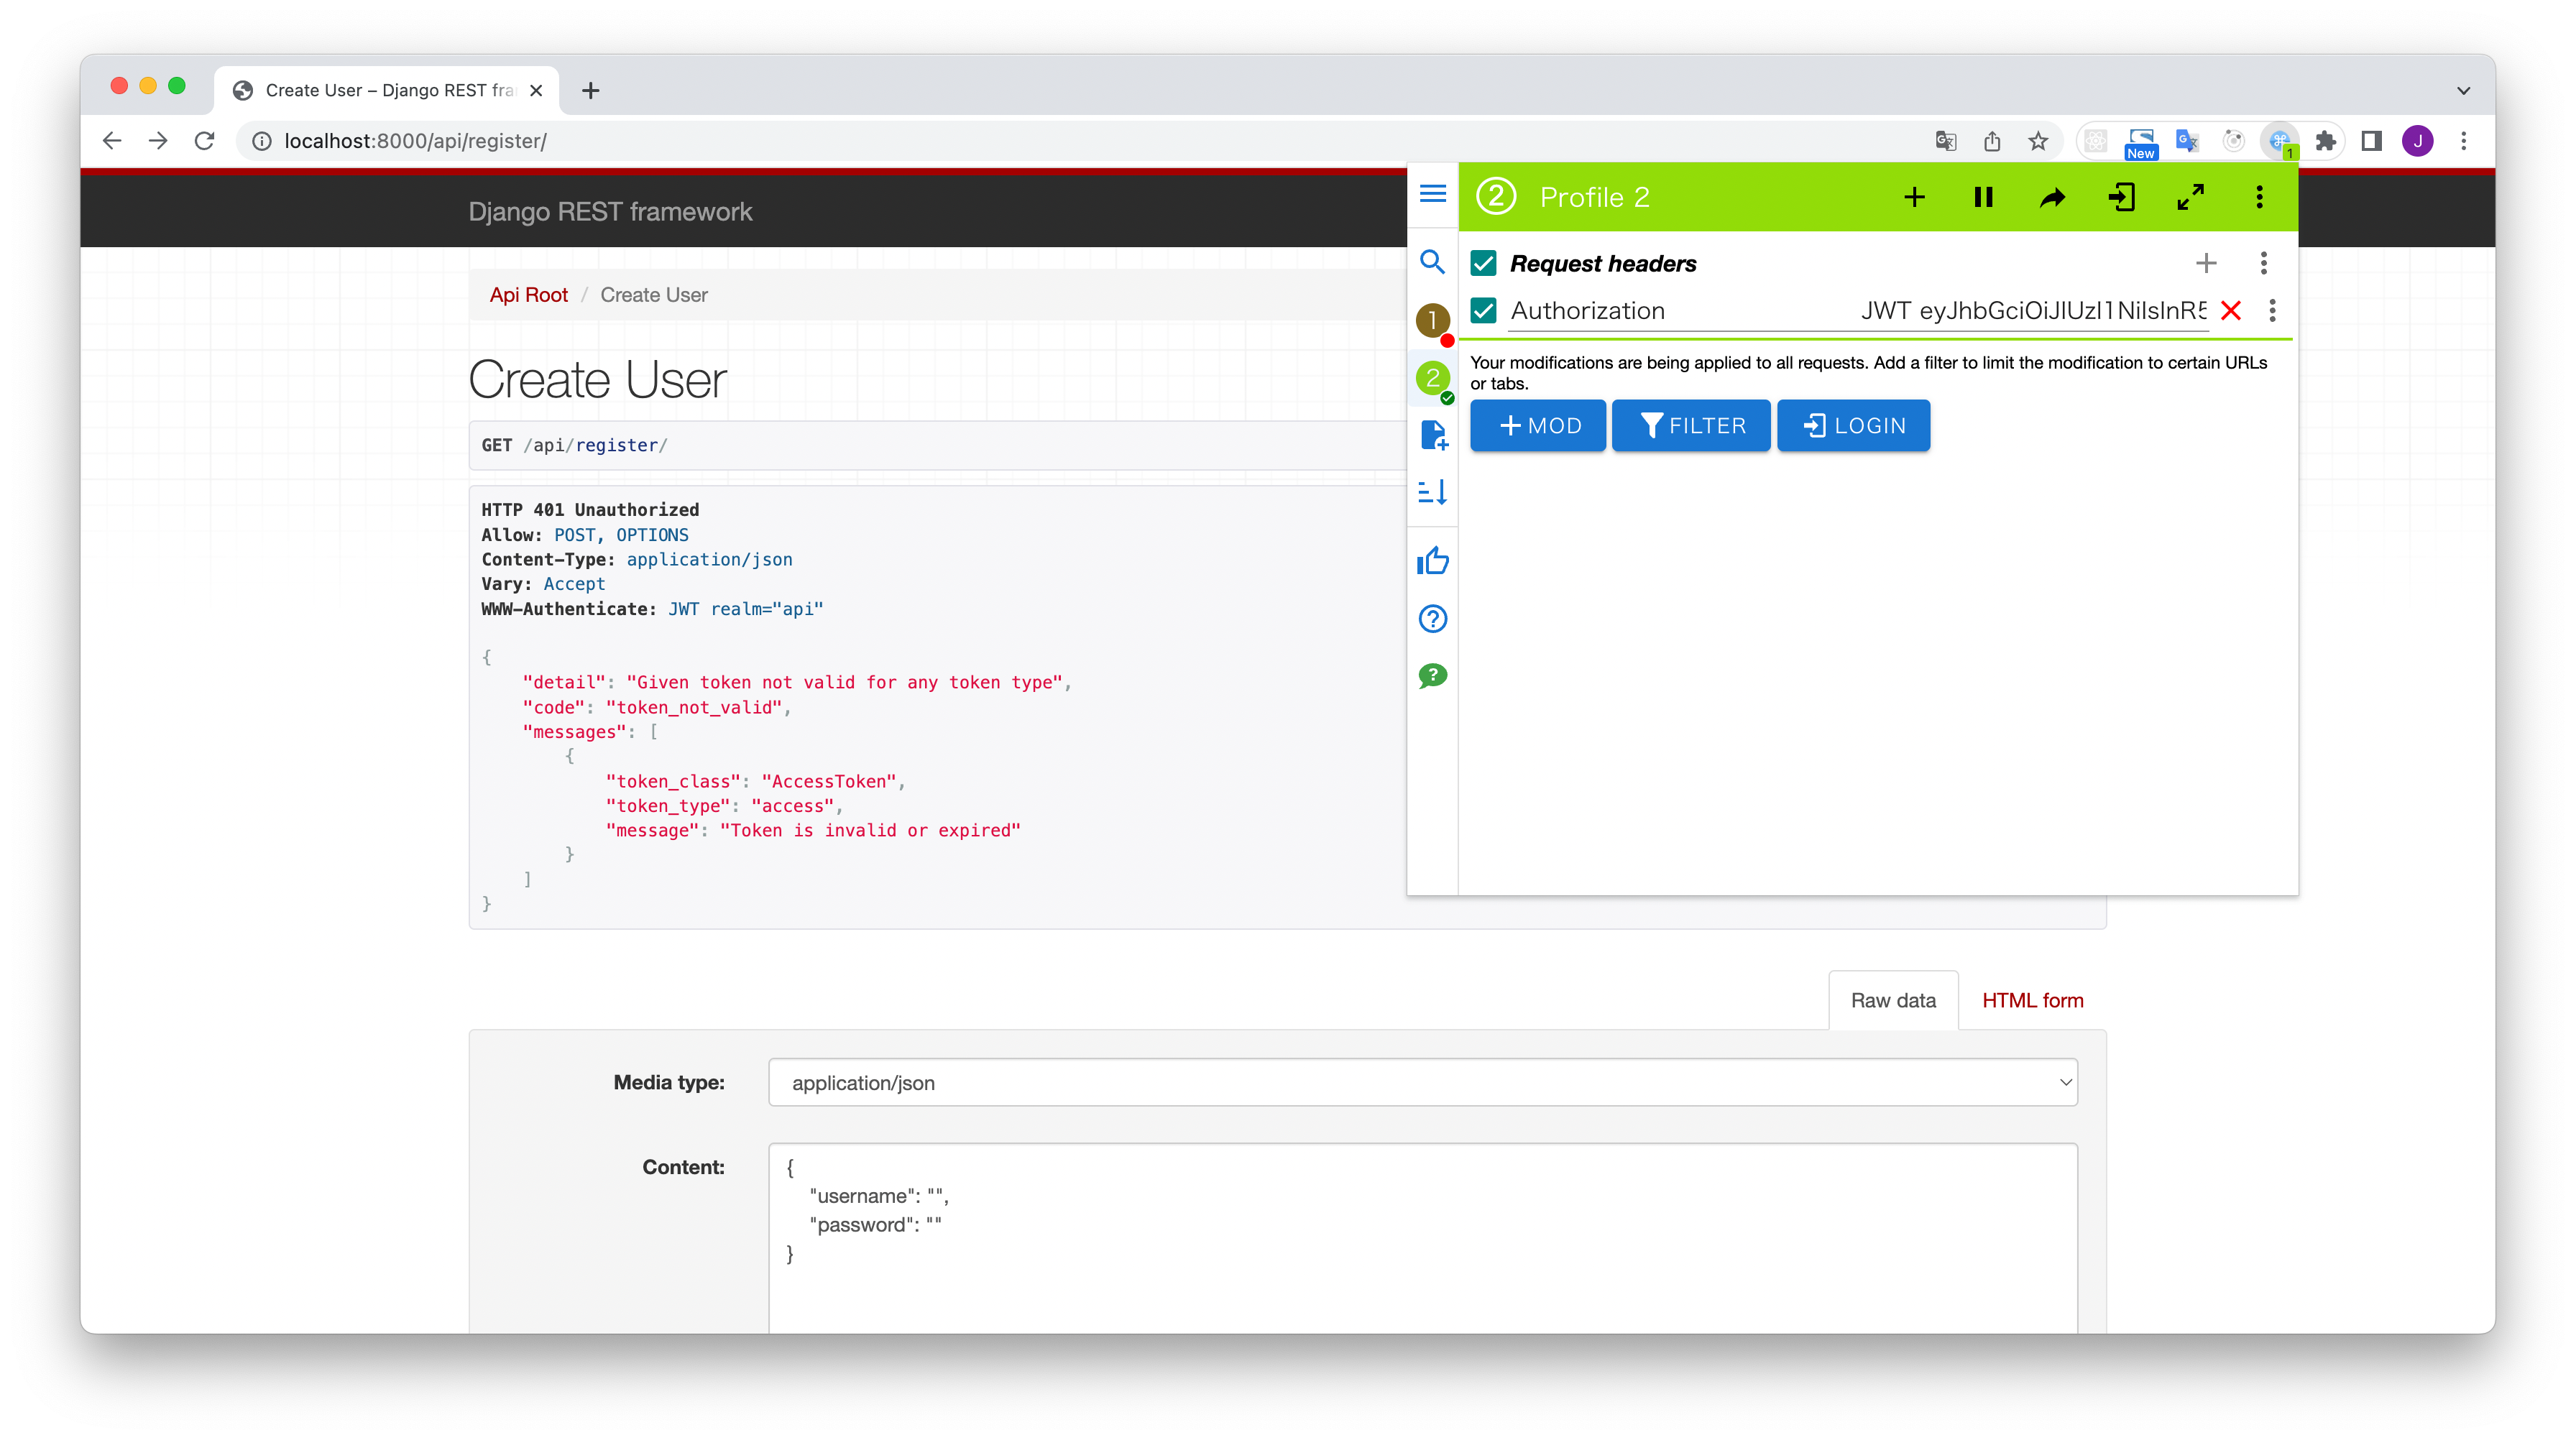 Create User – Django REST fra
localhost:8000/api/register/
New
1
J
Django REST framework
Api Root / Create User
Create User
GET /api/register/
HTTP 401 Unauthorized
Allow: POST, OPTIONS
Content-Type: application/json
Vary: Accept
WWW-Authenticate: JWT realm="api"
{
"detail": "Given token not valid for any token type",
"code": "token_not_valid",
"messages": [
{
"token_class": "AccessToken",
"token_type": "access",
"message": "Token is invalid or expired"
}
]
}
2 Profile 2
Request headers
1
Authorization JWT eyJhbGciOiJIUzI1NiIsInR5
2
Your modifications are being applied to all requests. Add a filter to limit the modification to certain URLs
or tabs.
MOD FILTER LOGIN
Raw data HTML form
Media type: application/json
Content: {
"username": "",
"password": ""
}